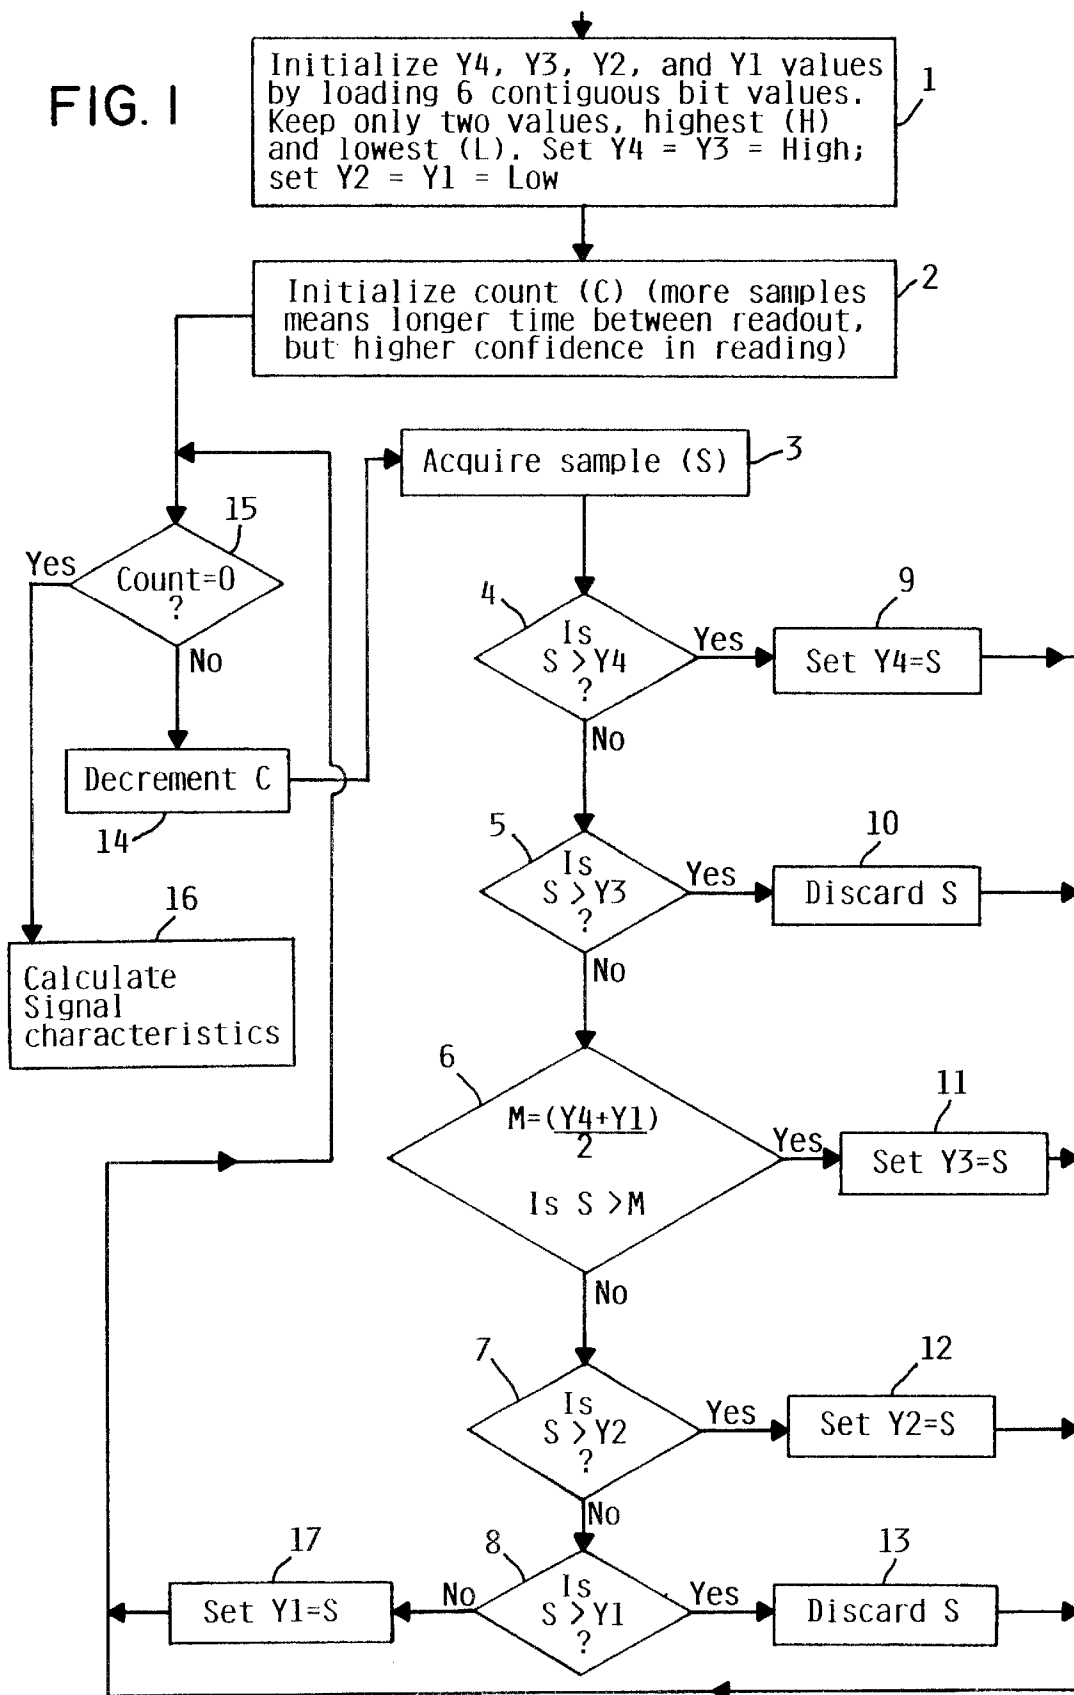 FIG. 1
Initialize Y4, Y3, Y2, and Y1 values
by loading 6 contiguous bit values.
Keep only two values, highest (H)
and lowest (L). Set Y4 = Y3 = High;
set Y2 = Y1 = Low
1
Initialize count (C) (more samples
means longer time between readout,
but higher confidence in reading)
2
Acquire sample (S)
3
15
Yes
Count=0
?
No
4
Is
S > Y4
?
Yes
9
Set Y4=S
No
Decrement C
14
5
Is
S > Y3
?
Yes
10
Discard S
No
16
Calculate
Signal
characteristics
6
M=(Y4+Y1)
2
Is S > M
Yes
11
Set Y3=S
No
7
Is
S > Y2
?
Yes
12
Set Y2=S
No
8
Is
S > Y1
?
No
17
Set Y1=S
Yes
13
Discard S